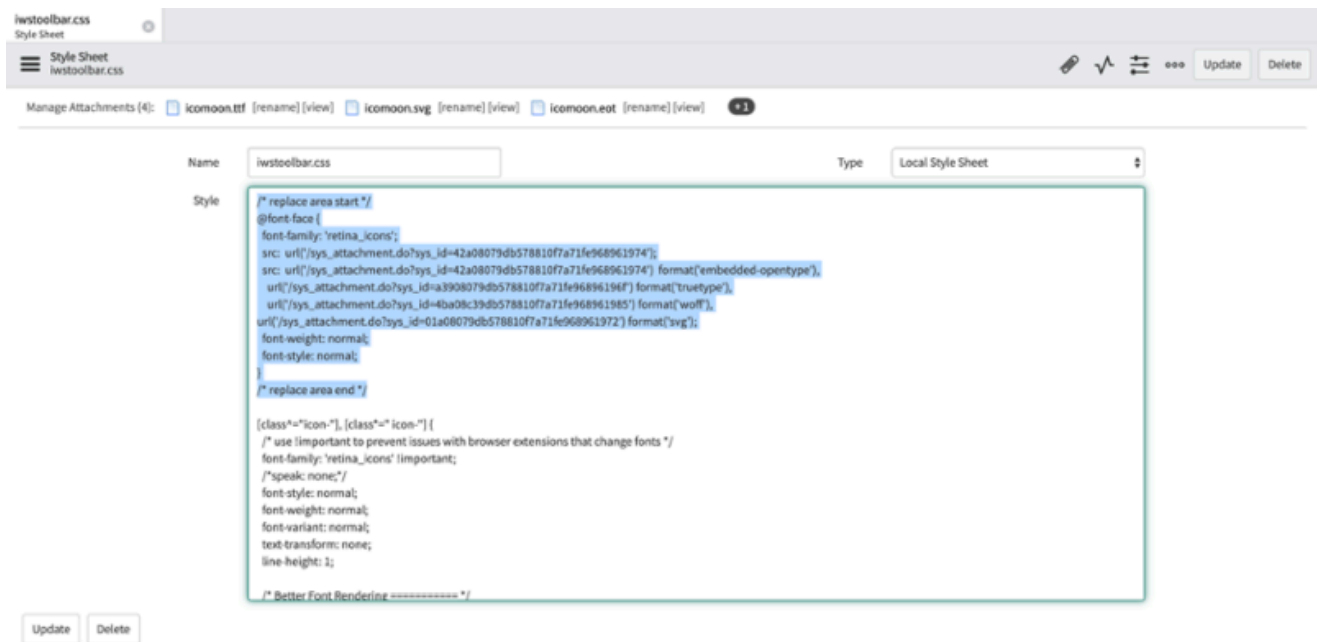 iwstoolbar.css
Style Sheet
Style Sheet
iwstoolbar.css
Update Delete
Manage Attachments (4): icomoon.ttf [rename] [view] icomoon.svg [rename] [view] icomoon.eot [rename] [view] +1
Name iwstoolbar.css Type Local Style Sheet
Style
/* replace area start */
@font-face {
font-family: 'retina_icons';
src: url('/sys_attachment.do?sys_id=42a08079db578810f7a71fe968961974');
src: url('/sys_attachment.do?sys_id=42a08079db578810f7a71fe968961974') format('embedded-opentype'),
url('/sys_attachment.do?sys_id=a3908079db578810f7a71fe96896196f') format('truetype'),
url('/sys_attachment.do?sys_id=4ba08c39db578810f7a71fe968961985') format('woff'),
url('/sys_attachment.do?sys_id=01a08079db578810f7a71fe968961972') format('svg');
font-weight: normal;
font-style: normal;
}
/* replace area end */
[class^="icon-"], [class*=" icon-"] {
/* use !important to prevent issues with browser extensions that change fonts */
font-family: 'retina_icons' !important;
/*speak: none;*/
font-style: normal;
font-weight: normal;
font-variant: normal;
text-transform: none;
line-height: 1;
/* Better Font Rendering =========== */
Update Delete